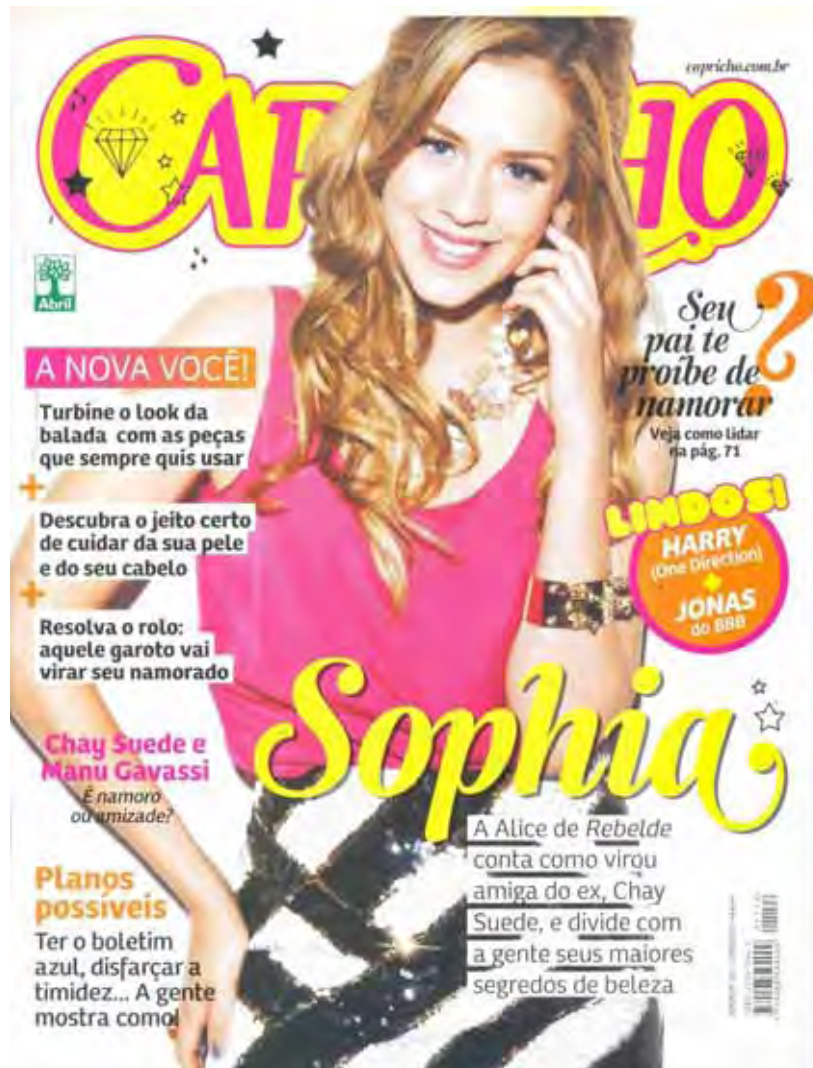 capricho.com.br
CAPRICHO
Abril
A NOVA VOCÊ!
Turbine o look da
balada com as peças
que sempre quis usar
+
Descubra o jeito certo
de cuidar da sua pele
e do seu cabelo
+
Resolva o rolo:
aquele garoto vai
virar seu namorado
Chay Suede e
Manu Gavassi
É namoro
ou amizade?
Planos
possíveis
Ter o boletim
azul, disfarçar a
timidez... A gente
mostra como!
Seu
pai te
proíbe de
namorar
?
Veja como lidar
na pág. 71
LINDOS!
HARRY
(One Direction)
+
JONAS
do BBB
Sophia
A Alice de Rebelde
conta como virou
amiga do ex, Chay
Suede, e divide com
a gente seus maiores
segredos de beleza